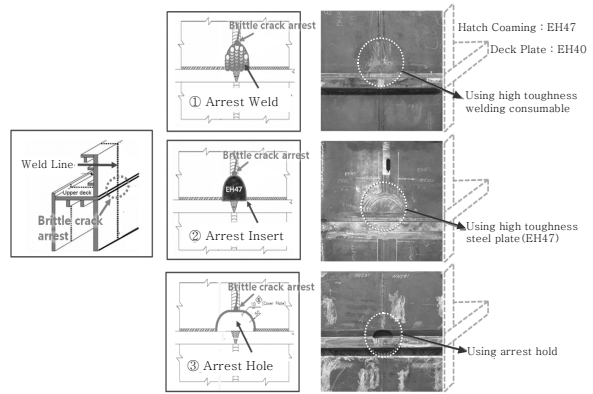 Brittle crack arrest
① Arrest Weld
Hatch Coaming : EH47
Deck Plate : EH40
Using high toughness
welding consumable
Weld Line
Upper deck
Brittle crack
arrest
Brittle crack arrest
EH47
② Arrest Insert
Using high toughness
steel plate(EH47)
Brittle crack arrest
(Cover Plate)
③ Arrest Hole
Using arrest hold